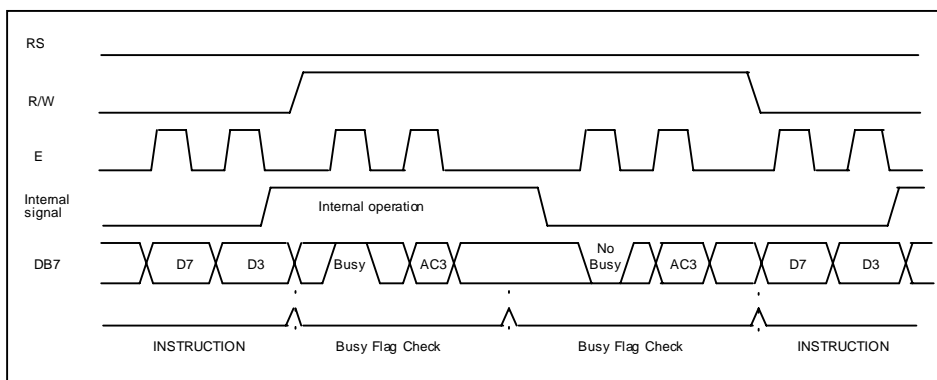 RS
R/W
E
Internal
signal
Internal operation
DB7
D7
D3
Busy
AC3
No
Busy
AC3
D7
D3
INSTRUCTION
Busy Flag Check
Busy Flag Check
INSTRUCTION